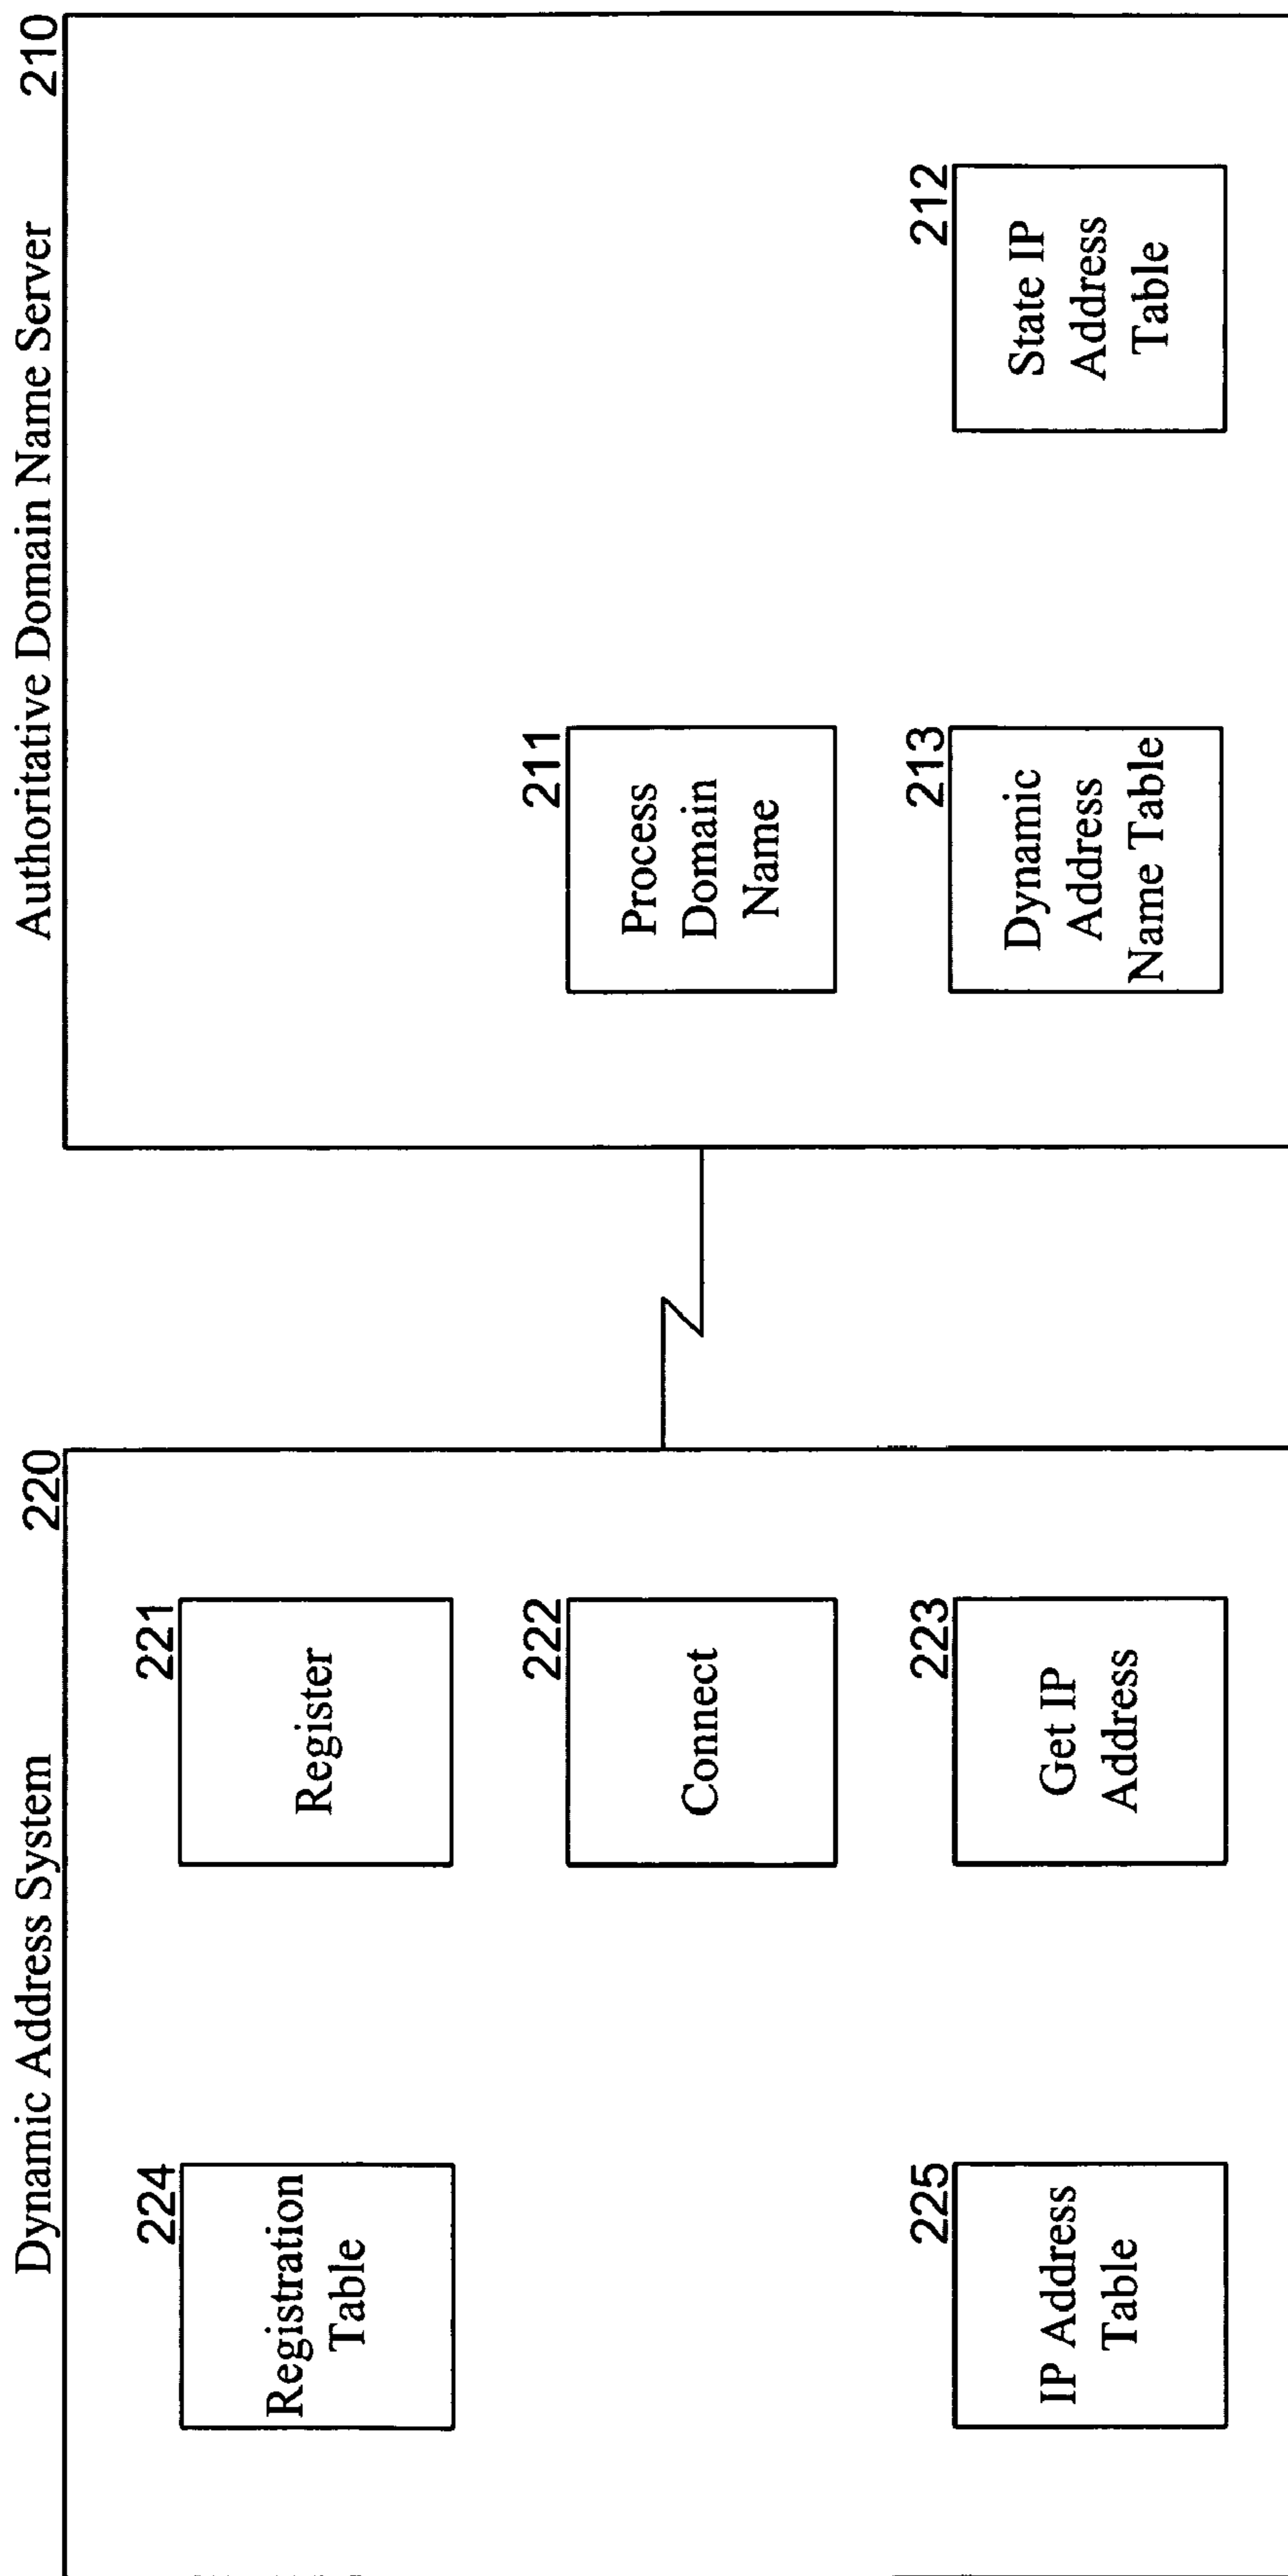 Dynamic Address System
220
224
Registration
Table
221
Register
222
Connect
225
IP Address
Table
223
Get IP
Address
Authoritative Domain Name Server
210
211
Process
Domain
Name
213
Dynamic
Address
Name Table
212
State IP
Address
Table